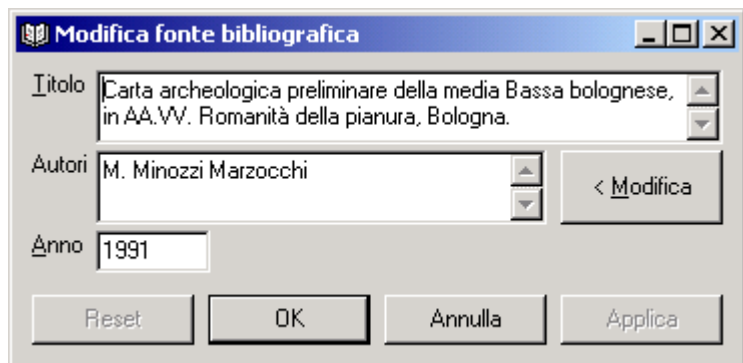 Modifica fonte bibliografica
Titolo
Carta archeologica preliminare della media Bassa bolognese,
in AA.VV. Romanità della pianura, Bologna.
Autori
M. Minozzi Marzocchi
< Modifica
Anno
1991
Reset OK Annulla Applica